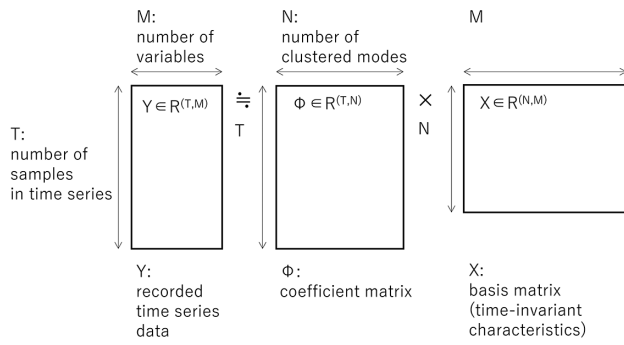 M:
number of
variables
N:
number of
clustered modes
M
T:
number of
samples
in time series
Y∈R(T,M)
≒
T
Φ∈R(T,N)
×
N
X∈R(N,M)
Y:
recorded
time series
data
Φ:
coefficient matrix
X:
basis matrix
(time-invariant
characteristics)